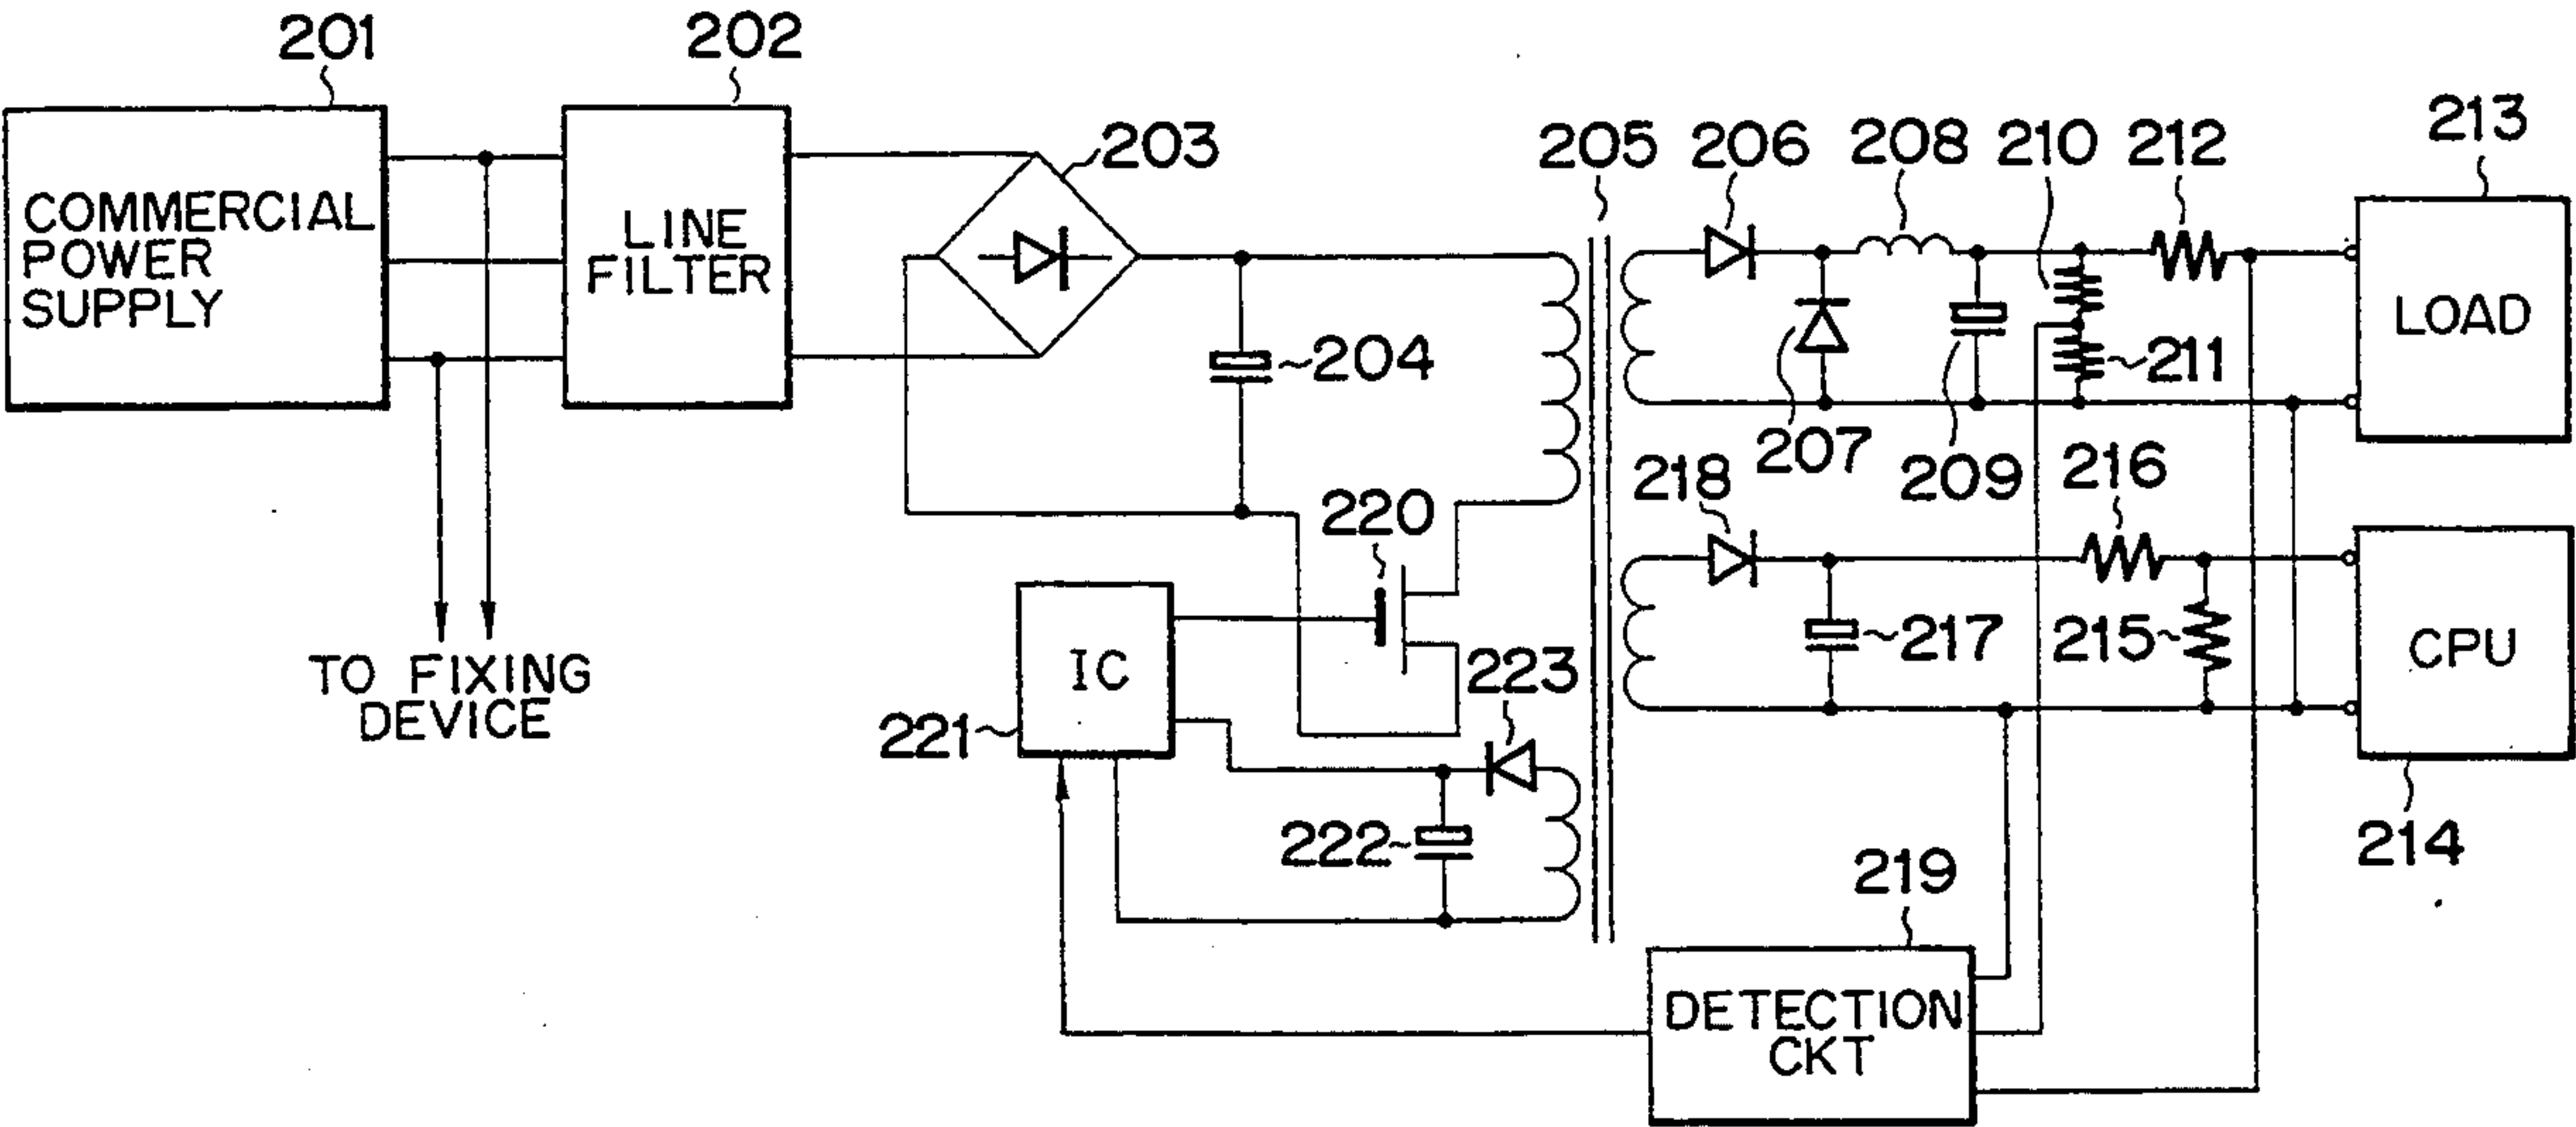 201
202
203
205
206
208
210
212
213
COMMERCIAL
POWER
SUPPLY
LINE
FILTER
LOAD
204
211
207
209
218
216
220
217
215
CPU
IC
223
TO FIXING
DEVICE
221
222
214
219
DETECTION
CKT